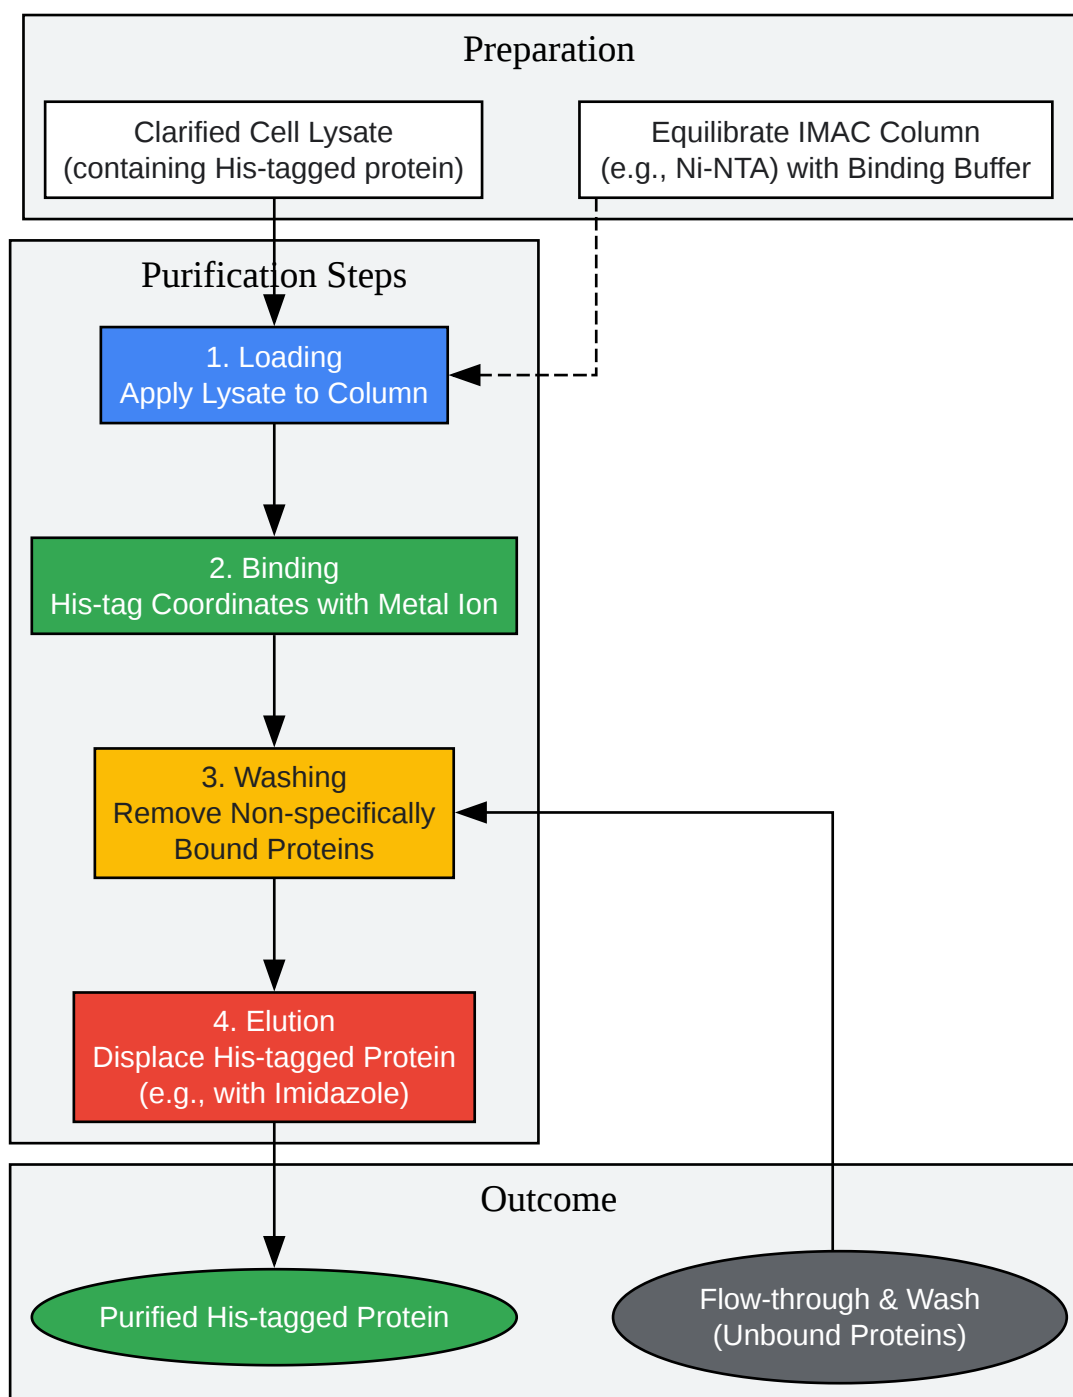 Preparation
Clarified Cell Lysate
(containing His-tagged protein)
Equilibrate IMAC Column
(e.g., Ni-NTA) with Binding Buffer
Purification Steps
1. Loading
Apply Lysate to Column
2. Binding
His-tag Coordinates with Metal Ion
3. Washing
Remove Non-specifically
Bound Proteins
4. Elution
Displace His-tagged Protein
(e.g., with Imidazole)
Outcome
Purified His-tagged Protein
Flow-through & Wash
(Unbound Proteins)